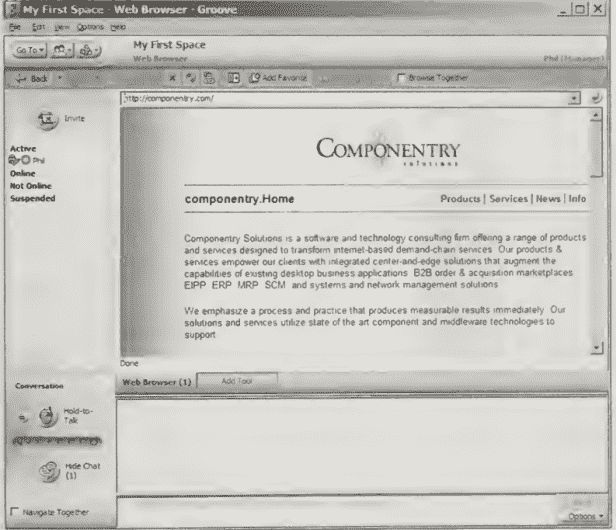 My First Space - Web Browser - Groove
File Edit View Options Help
Go To
My First Space
Web Browser
Phil (Manager)
Back
Add Favorite
Browse Together
Invite
http://componentry.com/
Active
Phil
Online
Not Online
Suspended
COMPONENTRY
solutions
componentry.Home
Products | Services | News | Info
Componentry Solutions is a software and technology consulting firm offering a range of products
and services designed to transform internet-based demand-chain services. Our products &
services empower our clients with integrated center-and-edge solutions that augment the
capabilities of existing desktop business applications B2B order & acquisition marketplaces
EIPP ERP MRP SCM and systems and network management solutions
We emphasize a process and practice that produces measurable results immediately. Our
solutions and services utilize state of the art component and middleware technologies to
support
Done
Web Browser (1)
Add Tool
Conversation
Hold-to-
Talk
Hide Chat
(1)
Navigate Together
Options